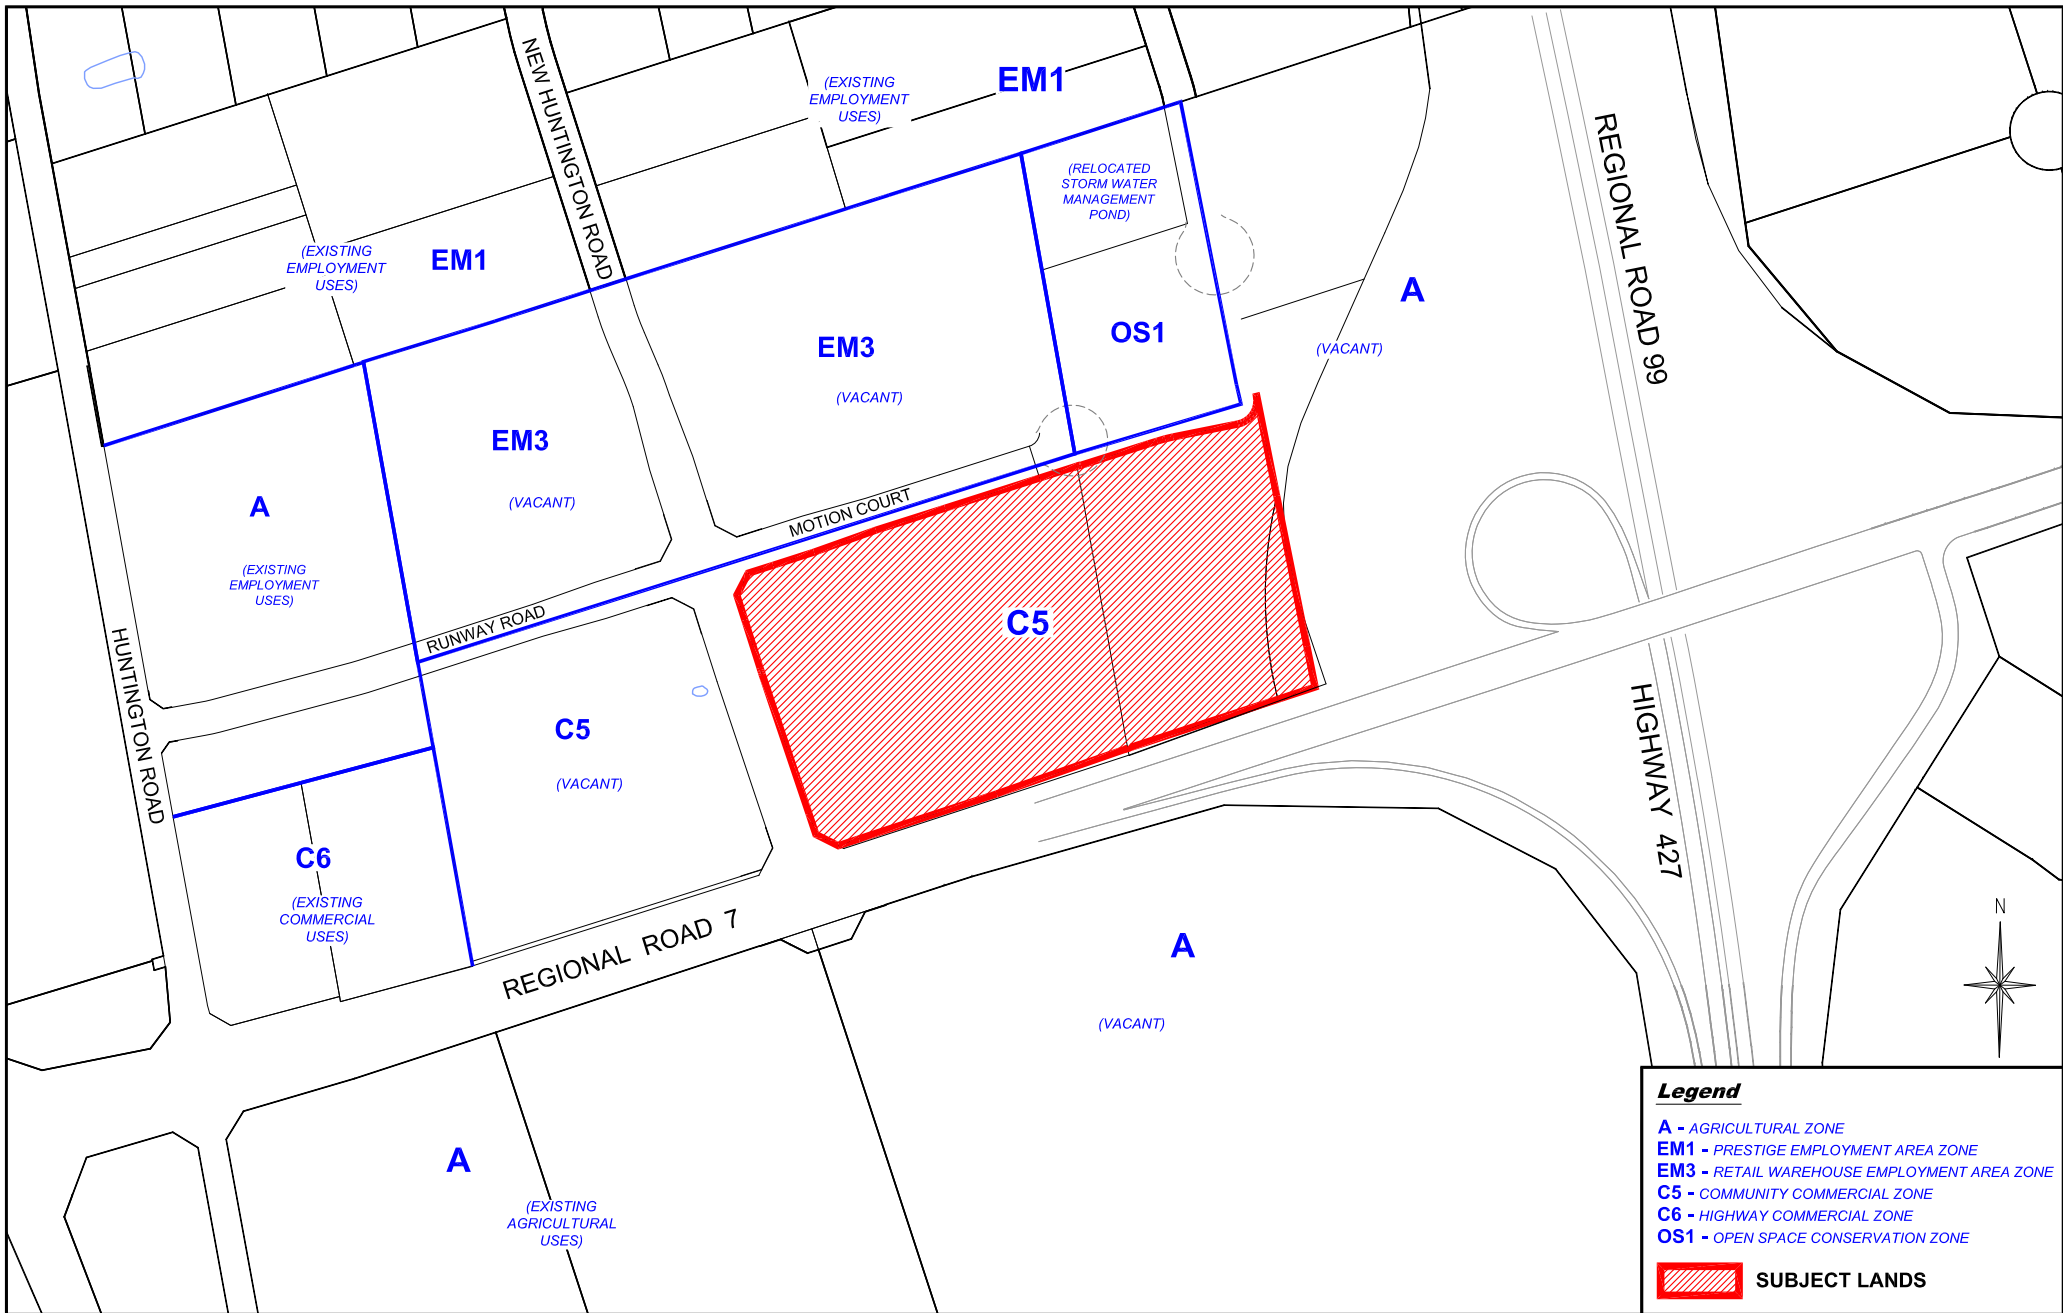 NEW HUNTINGTON ROAD
(EXISTING
EMPLOYMENT
USES)
EM1
REGIONAL ROAD 99
(RELOCATED
STORM WATER
MANAGEMENT
POND)
(EXISTING
EMPLOYMENT
USES)
EM1
A
(VACANT)
EM3
(VACANT)
OS1
EM3
(VACANT)
A
(EXISTING
EMPLOYMENT
USES)
MOTION COURT
RUNWAY ROAD
HUNTINGTON ROAD
C5
C5
(VACANT)
HIGHWAY 427
C6
(EXISTING
COMMERCIAL
USES)
REGIONAL ROAD 7
A
(VACANT)
N
A
(EXISTING
AGRICULTURAL
USES)
Legend
A - AGRICULTURAL ZONE
EM1 - PRESTIGE EMPLOYMENT AREA ZONE
EM3 - RETAIL WAREHOUSE EMPLOYMENT AREA ZONE
C5 - COMMUNITY COMMERCIAL ZONE
C6 - HIGHWAY COMMERCIAL ZONE
OS1 - OPEN SPACE CONSERVATION ZONE
SUBJECT LANDS